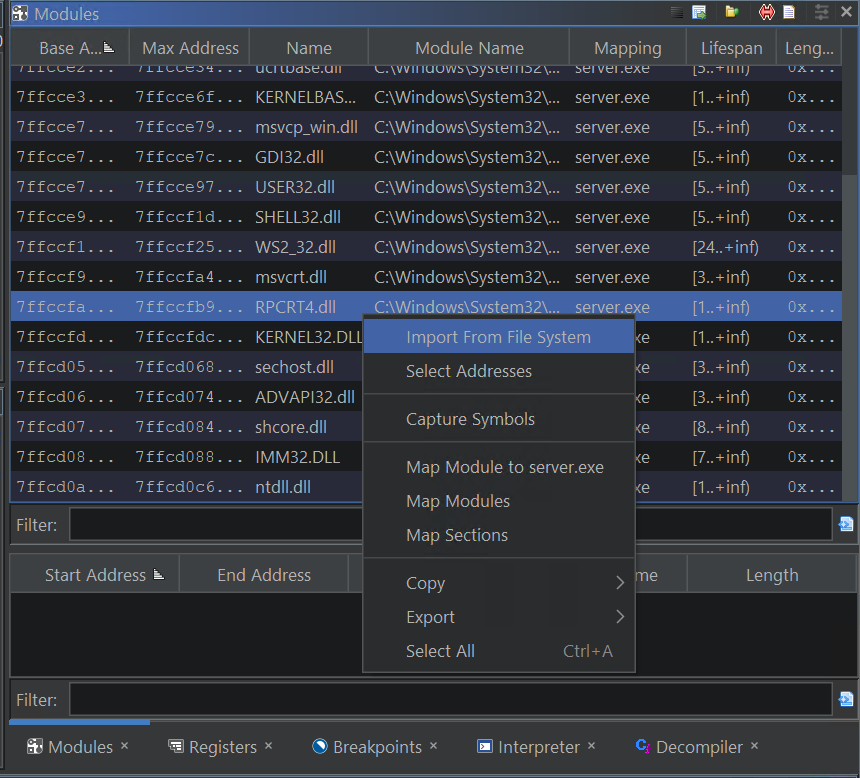 Modules
Base A... Max Address Name Module Name Mapping Lifespan Leng...
7ffcce2... 7ffcce34... ucrtbase.dll C:\Windows\System32\... server.exe [5..+inf) 0x...
7ffcce3... 7ffcce6f... KERNELBAS... C:\Windows\System32\... server.exe [1..+inf) 0x...
7ffcce7... 7ffcce79... msvcp_win.dll C:\Windows\System32\... server.exe [5..+inf) 0x...
7ffcce7... 7ffcce7c... GDI32.dll C:\Windows\System32\... server.exe [5..+inf) 0x...
7ffcce7... 7ffcce97... USER32.dll C:\Windows\System32\... server.exe [5..+inf) 0x...
7ffcce9... 7ffccf1d... SHELL32.dll C:\Windows\System32\... server.exe [5..+inf) 0x...
7ffccf1... 7ffccf25... WS2_32.dll C:\Windows\System32\... server.exe [24..+inf) 0x...
7ffccf9... 7ffccfa4... msvcrt.dll C:\Windows\System32\... server.exe [3..+inf) 0x...
7ffccfa... 7ffccfb9... RPCRT4.dll C:\Windows\System32\... server.exe [1..+inf) 0x...
7ffccfd... 7ffccfdc... KERNEL32.DLL xe [1..+inf) 0x...
7ffcd05... 7ffcd068... sechost.dll xe [3..+inf) 0x...
7ffcd06... 7ffcd074... ADVAPI32.dll xe [3..+inf) 0x...
7ffcd07... 7ffcd084... shcore.dll xe [8..+inf) 0x...
7ffcd08... 7ffcd088... IMM32.DLL xe [7..+inf) 0x...
7ffcd0a... 7ffcd0c6... ntdll.dll xe [1..+inf) 0x...
Import From File System
Select Addresses
Capture Symbols
Map Module to server.exe
Map Modules
Map Sections
Copy
Export
Select All Ctrl+A
Filter:
Start Address End Address me Length
Filter:
Modules × Registers × Breakpoints × Interpreter × Decompiler ×